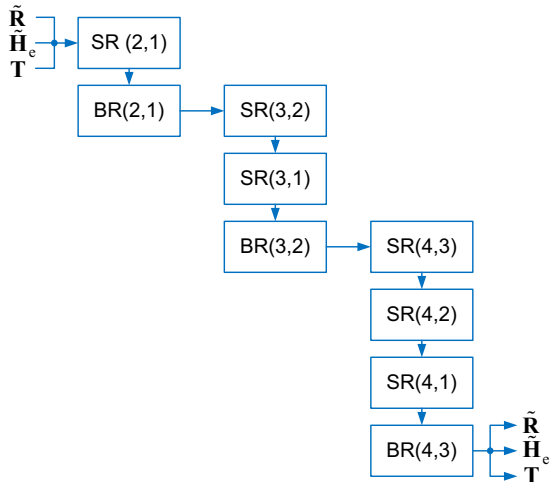 R̃
H̃e
T
SR (2,1)
BR(2,1)
SR(3,2)
SR(3,1)
BR(3,2)
SR(4,3)
SR(4,2)
SR(4,1)
BR(4,3)
R̃
H̃e
T